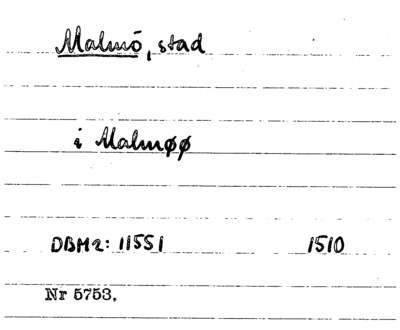 Malmö, stad
i Malmøø
DBM2: 11551 1510
Nr 5753.